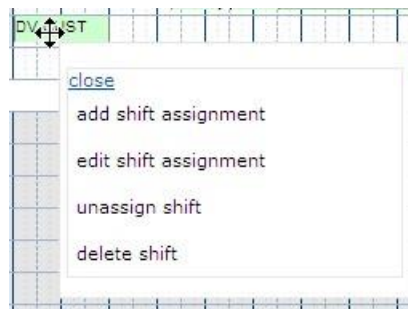 close
add shift assignment
edit shift assignment
unassign shift
delete shift